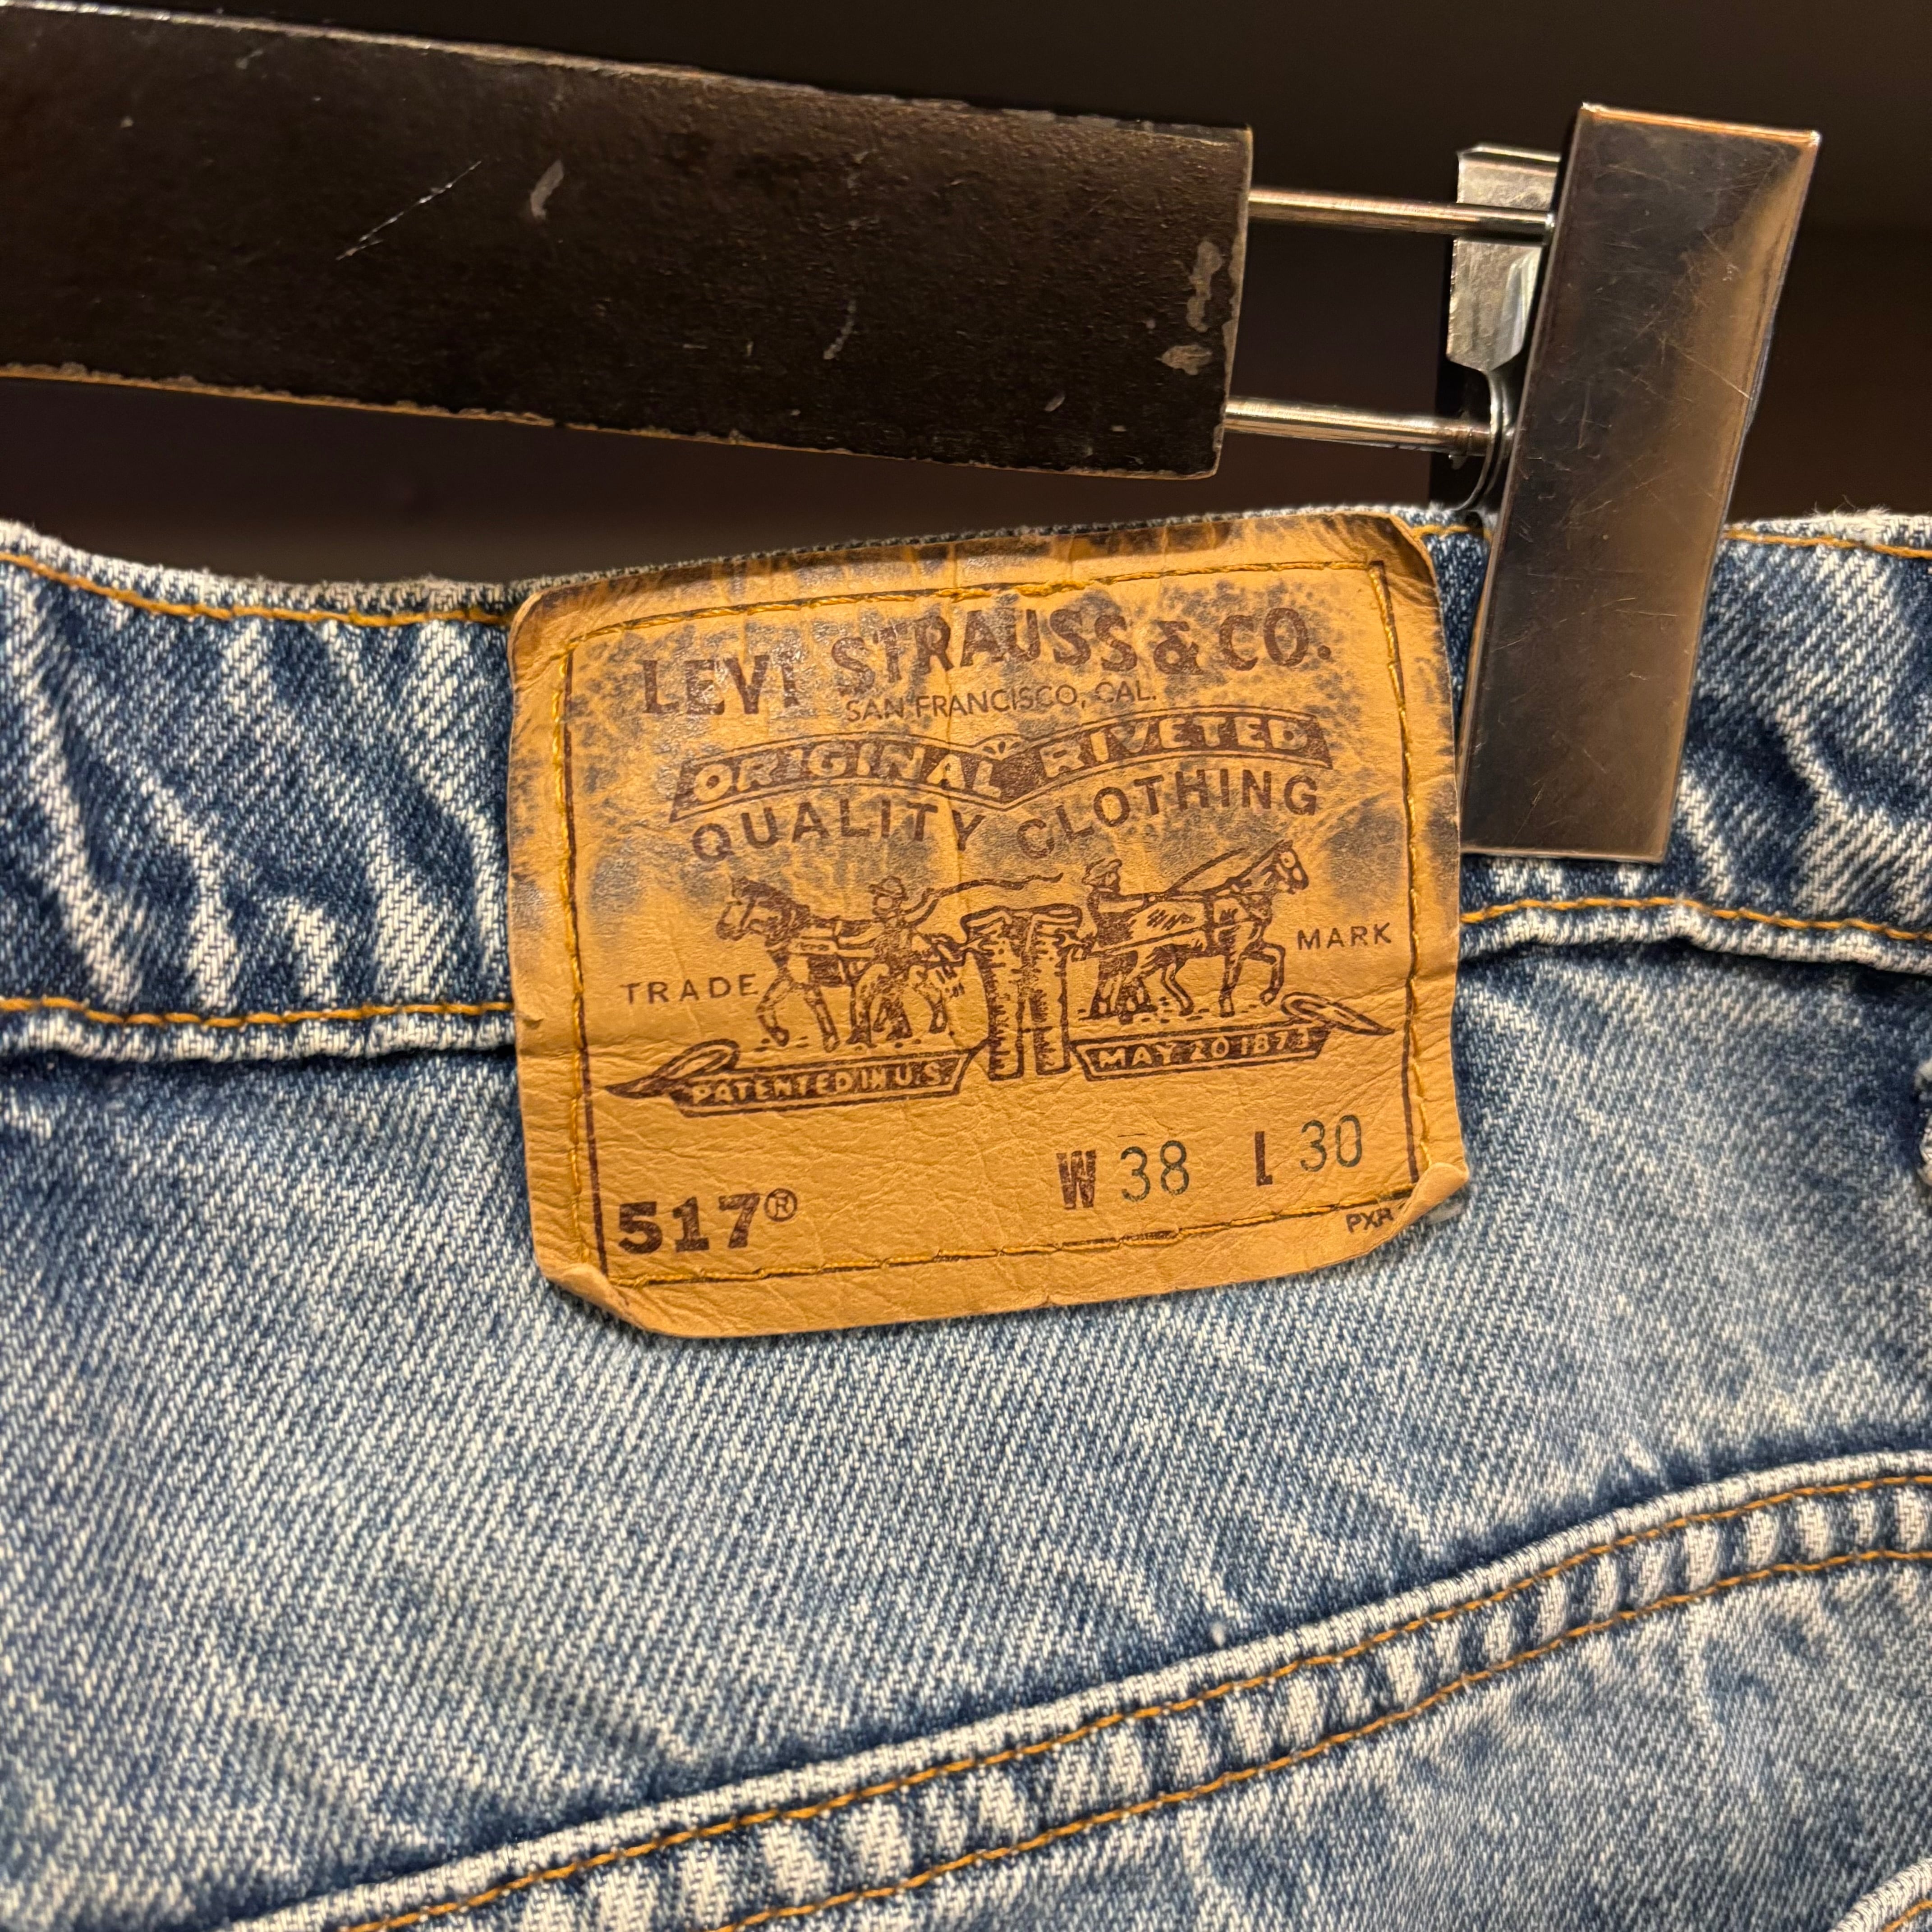 LEVI STRAUSS & CO.
SAN FRANCISCO, CAL.
ORIGINAL RIVETED
QUALITY CLOTHING
TRADE MARK
PATENTED IN U.S. MAY 20 1873
W 38 L 30
517®
PXR